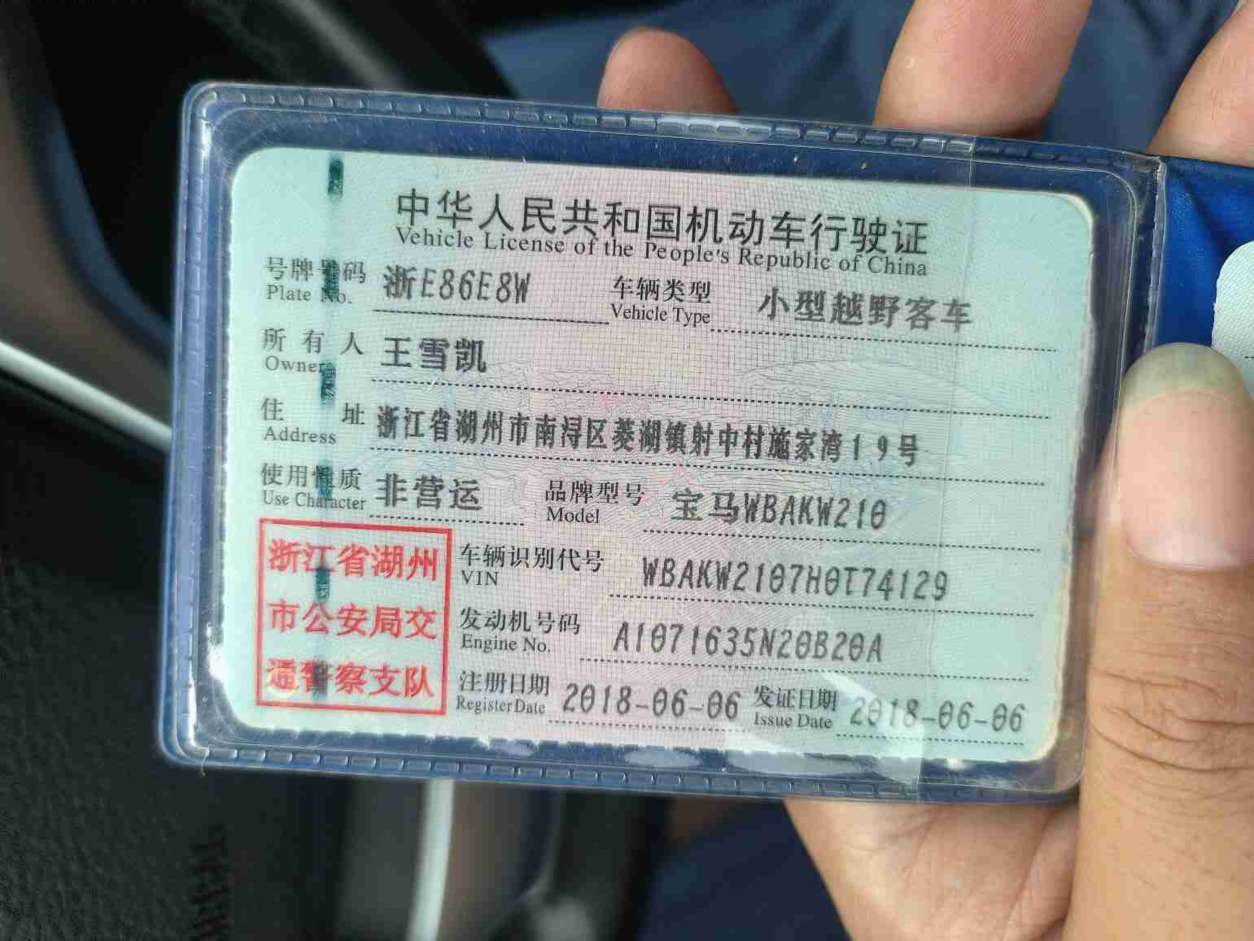 中华人民共和国机动车行驶证
Vehicle License of the People's Republic of China
号牌号码 浙E86E8W 车辆类型 小型越野客车
Plate No. Vehicle Type
所有人 王雪凯
Owner
住址 浙江省湖州市南浔区菱湖镇射中村施家湾19号
Address
使用性质 非营运 品牌型号 宝马WBAKW210
Use Character Model
浙江省湖州
市公安局交
通警察支队
车辆识别代号 WBAKW2107H0T74129
VIN
发动机号码 A1071635N20B20A
Engine No.
注册日期 2018-06-06 发证日期 2018-06-06
Register Date Issue Date